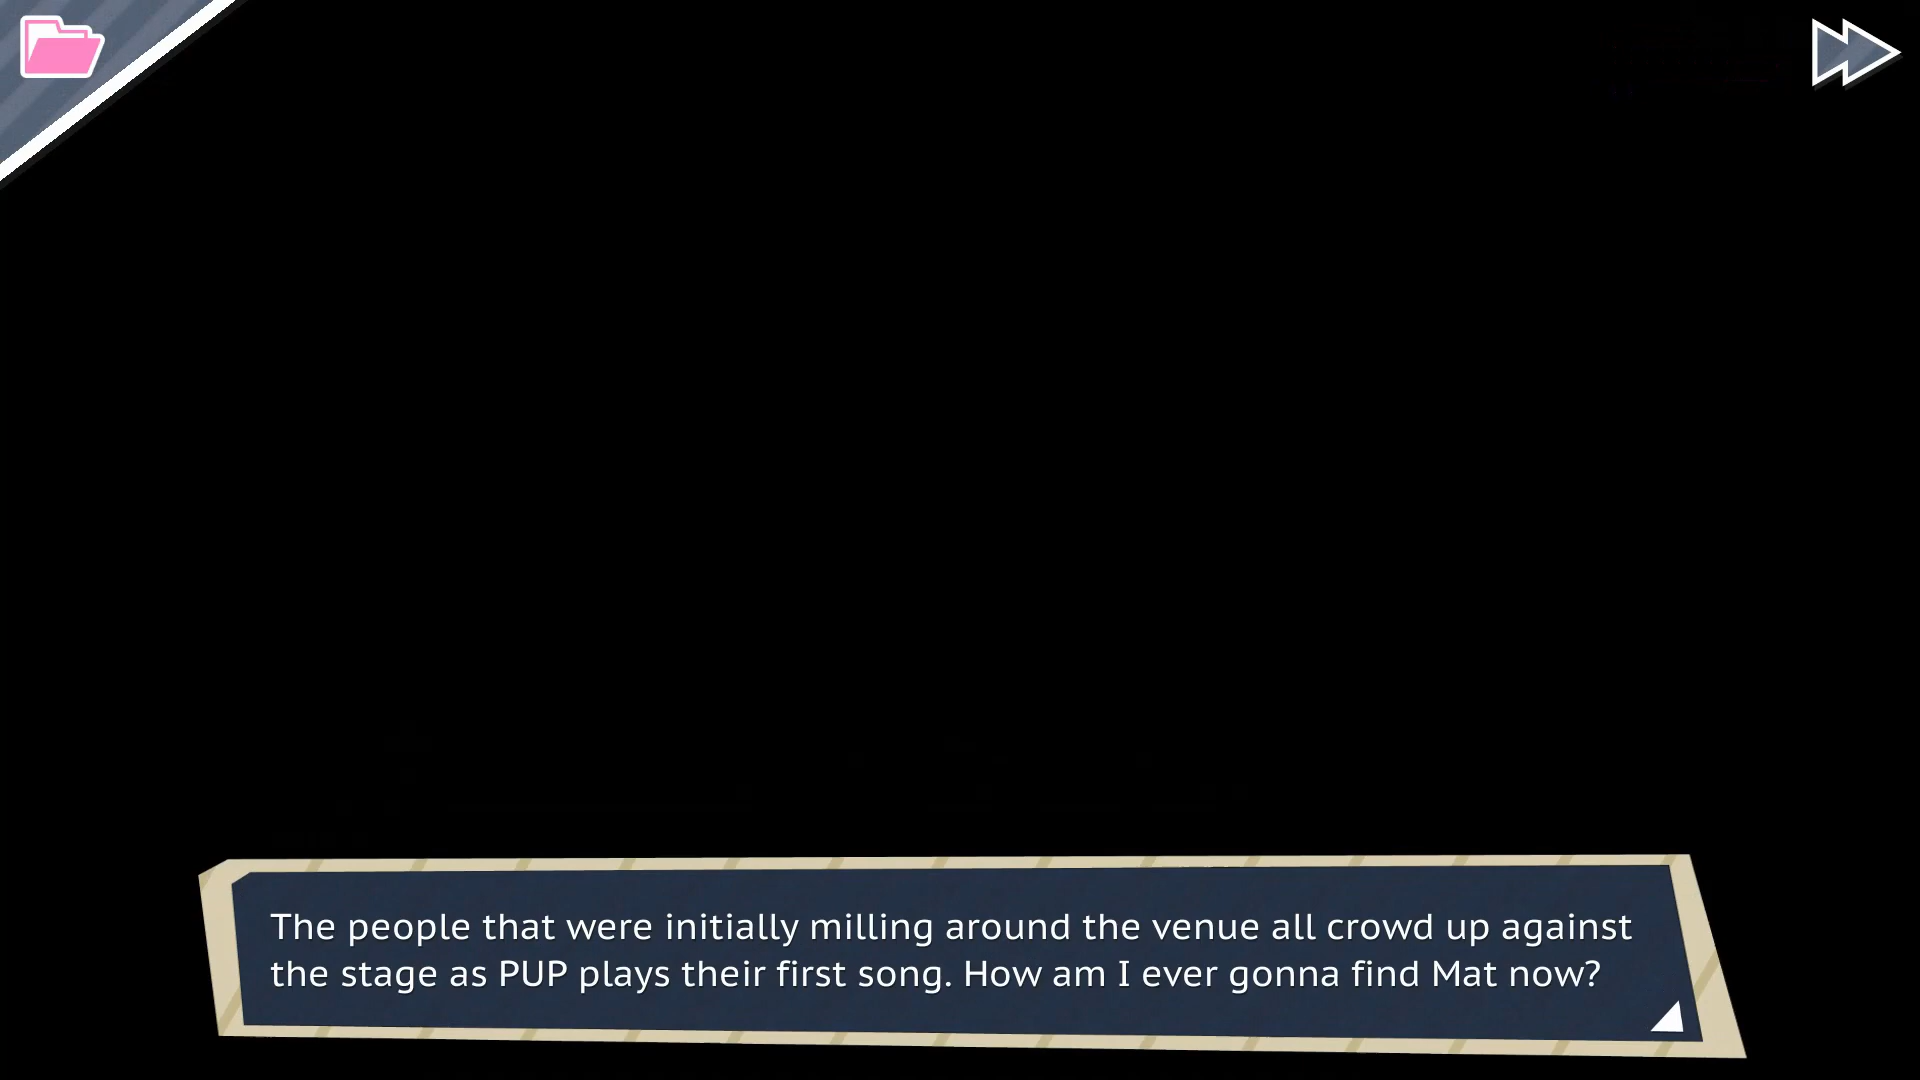 The people that were initially milling around the venue all crowd up against
the stage as PUP plays their first song. How am I ever gonna find Mat now?